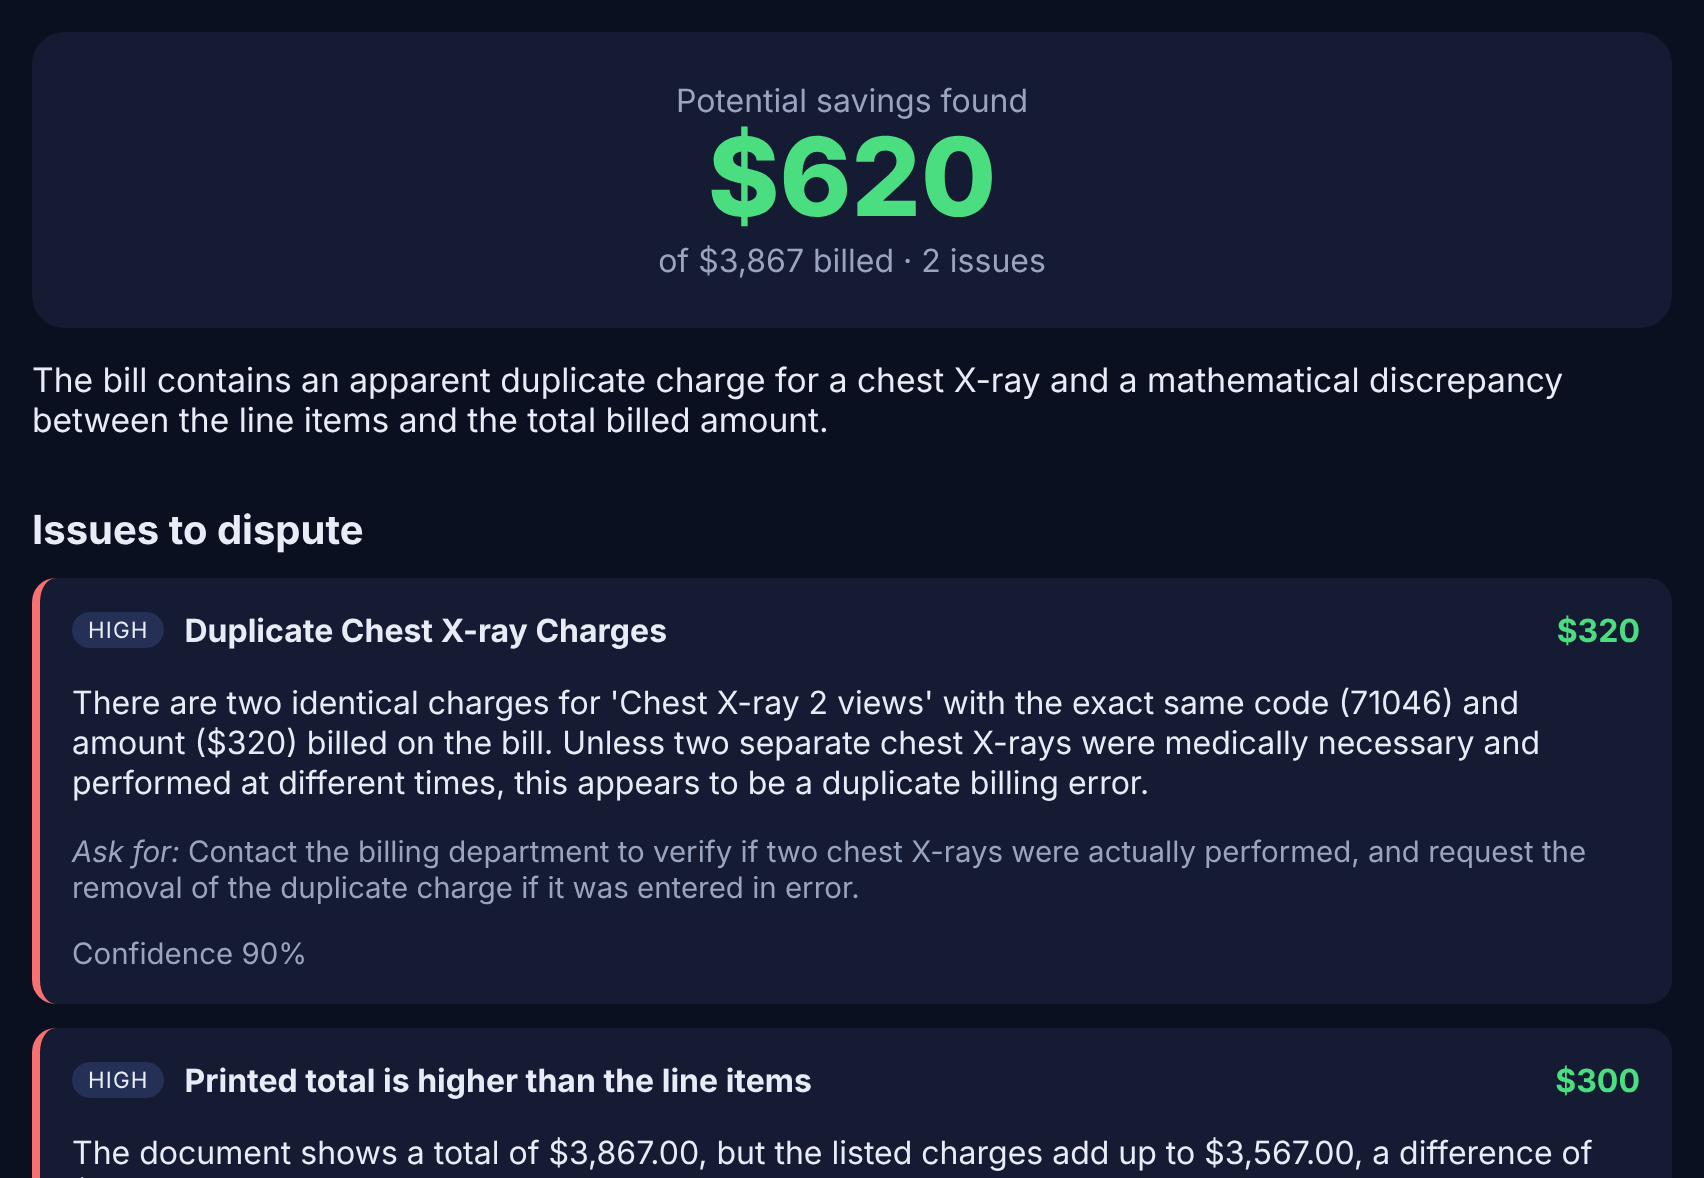 Potential savings found
$620
of $3,867 billed · 2 issues
The bill contains an apparent duplicate charge for a chest X-ray and a mathematical discrepancy
between the line items and the total billed amount.
Issues to dispute
HIGH Duplicate Chest X-ray Charges $320
There are two identical charges for 'Chest X-ray 2 views' with the exact same code (71046) and
amount ($320) billed on the bill. Unless two separate chest X-rays were medically necessary and
performed at different times, this appears to be a duplicate billing error.
Ask for: Contact the billing department to verify if two chest X-rays were actually performed, and request the
removal of the duplicate charge if it was entered in error.
Confidence 90%
HIGH Printed total is higher than the line items $300
The document shows a total of $3,867.00, but the listed charges add up to $3,567.00, a difference of